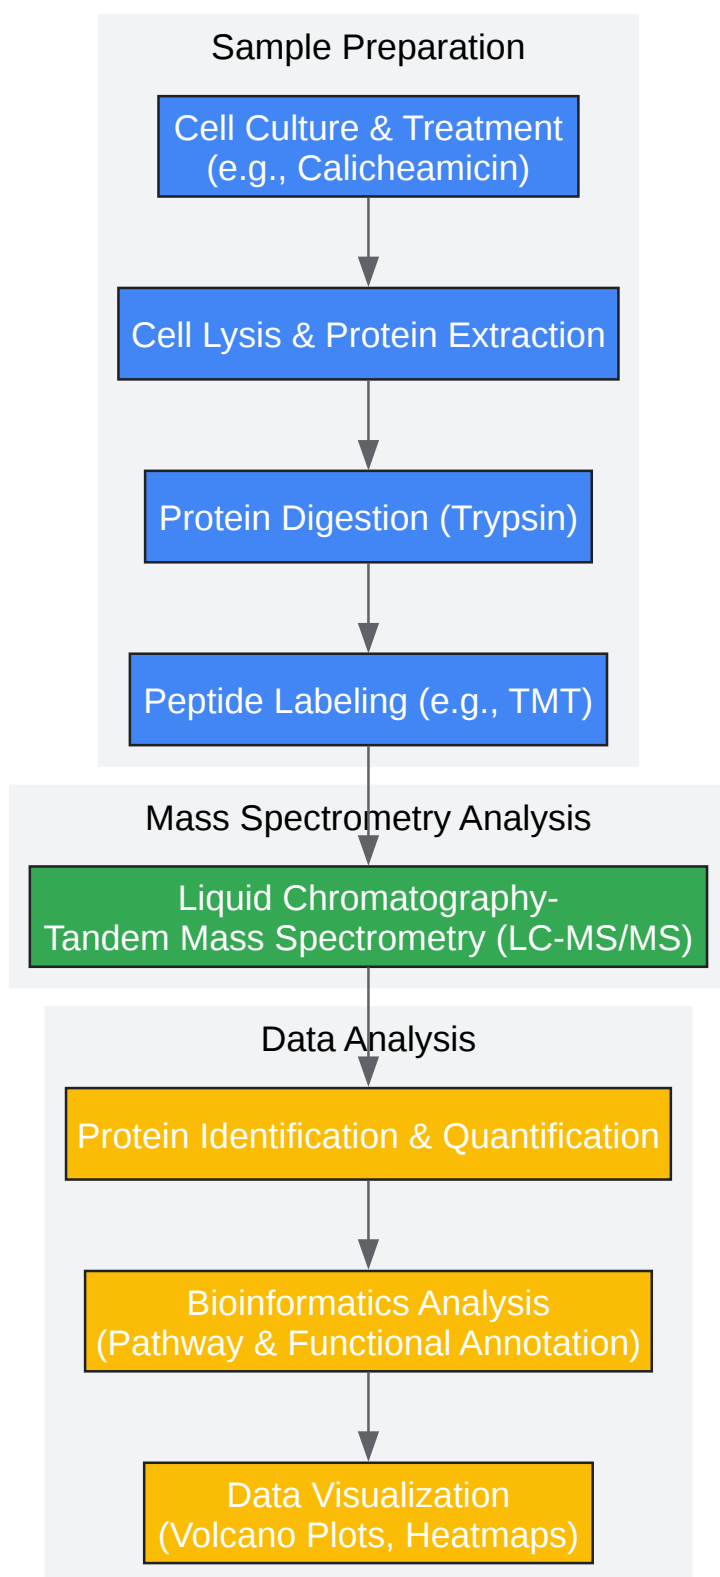 Sample Preparation
Cell Culture & Treatment
(e.g., Calicheamicin)
Cell Lysis & Protein Extraction
Protein Digestion (Trypsin)
Peptide Labeling (e.g., TMT)
Mass Spectrometry Analysis
Liquid Chromatography-
Tandem Mass Spectrometry (LC-MS/MS)
Data Analysis
Protein Identification & Quantification
Bioinformatics Analysis
(Pathway & Functional Annotation)
Data Visualization
(Volcano Plots, Heatmaps)